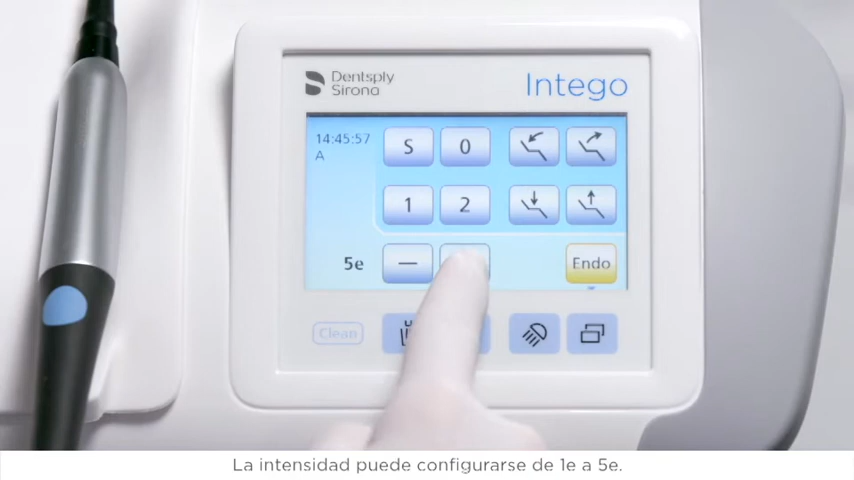 Dentsply
Sirona
Intego
14:45:57
A
S
0
1
2
5e
—
Endo
Clean
La intensidad puede configurarse de 1e a 5e.